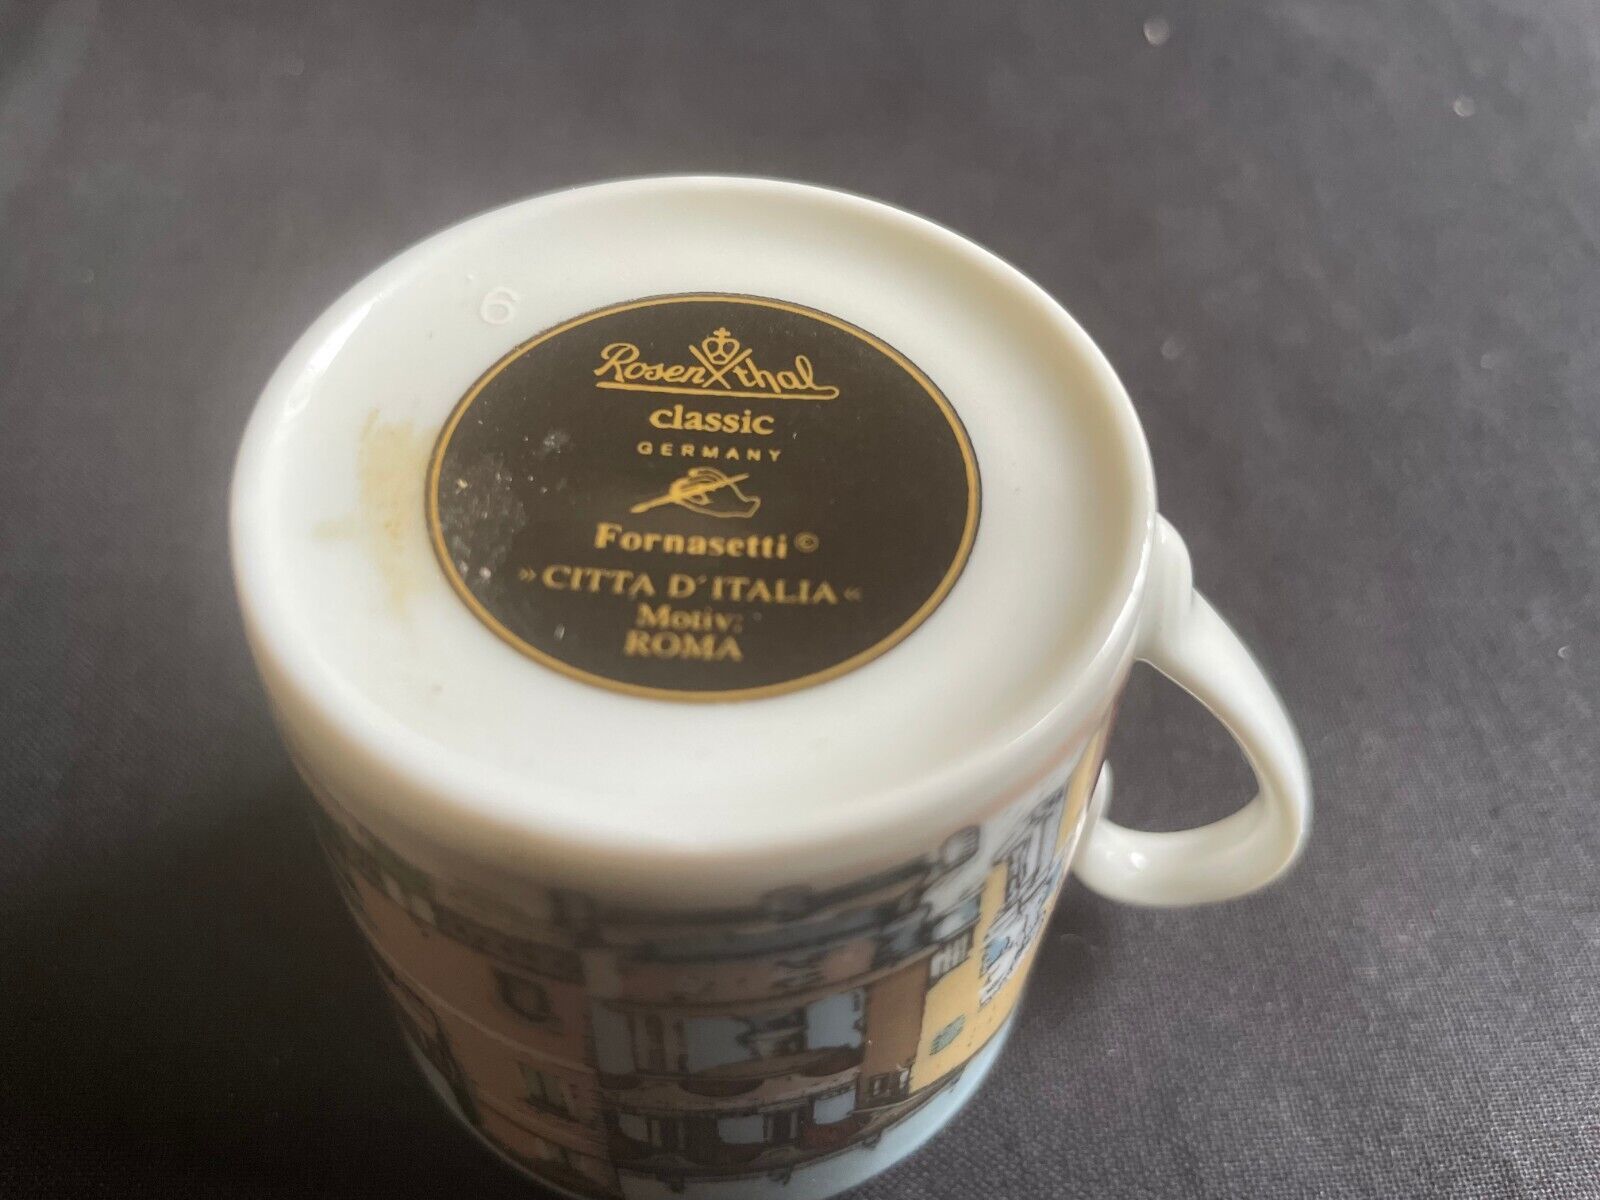 6
Rosenthal
classic
GERMANY
Fornasetti©
»CITTA D´ITALIA«
Motiv:
ROMA